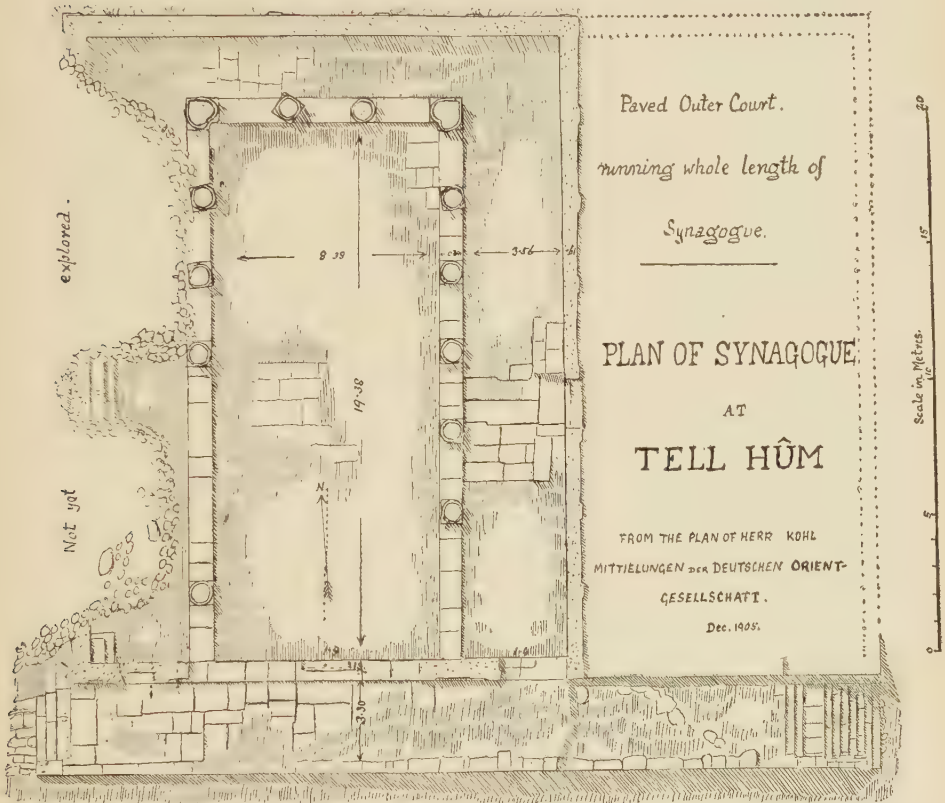 Paved Outer Court.
running whole length of
Synagogue.
PLAN OF SYNAGOGUE
AT
TELL HÛM
FROM THE PLAN OF HERR KOHL
MITTIELUNGEN DER DEUTSCHEN ORIENT-
GESELLSCHATT.
Dec. 1905.
Not yet explored.
8 39
3.56
19.38
N.
3.30
Scale in Metres.
0
5
10
15
20